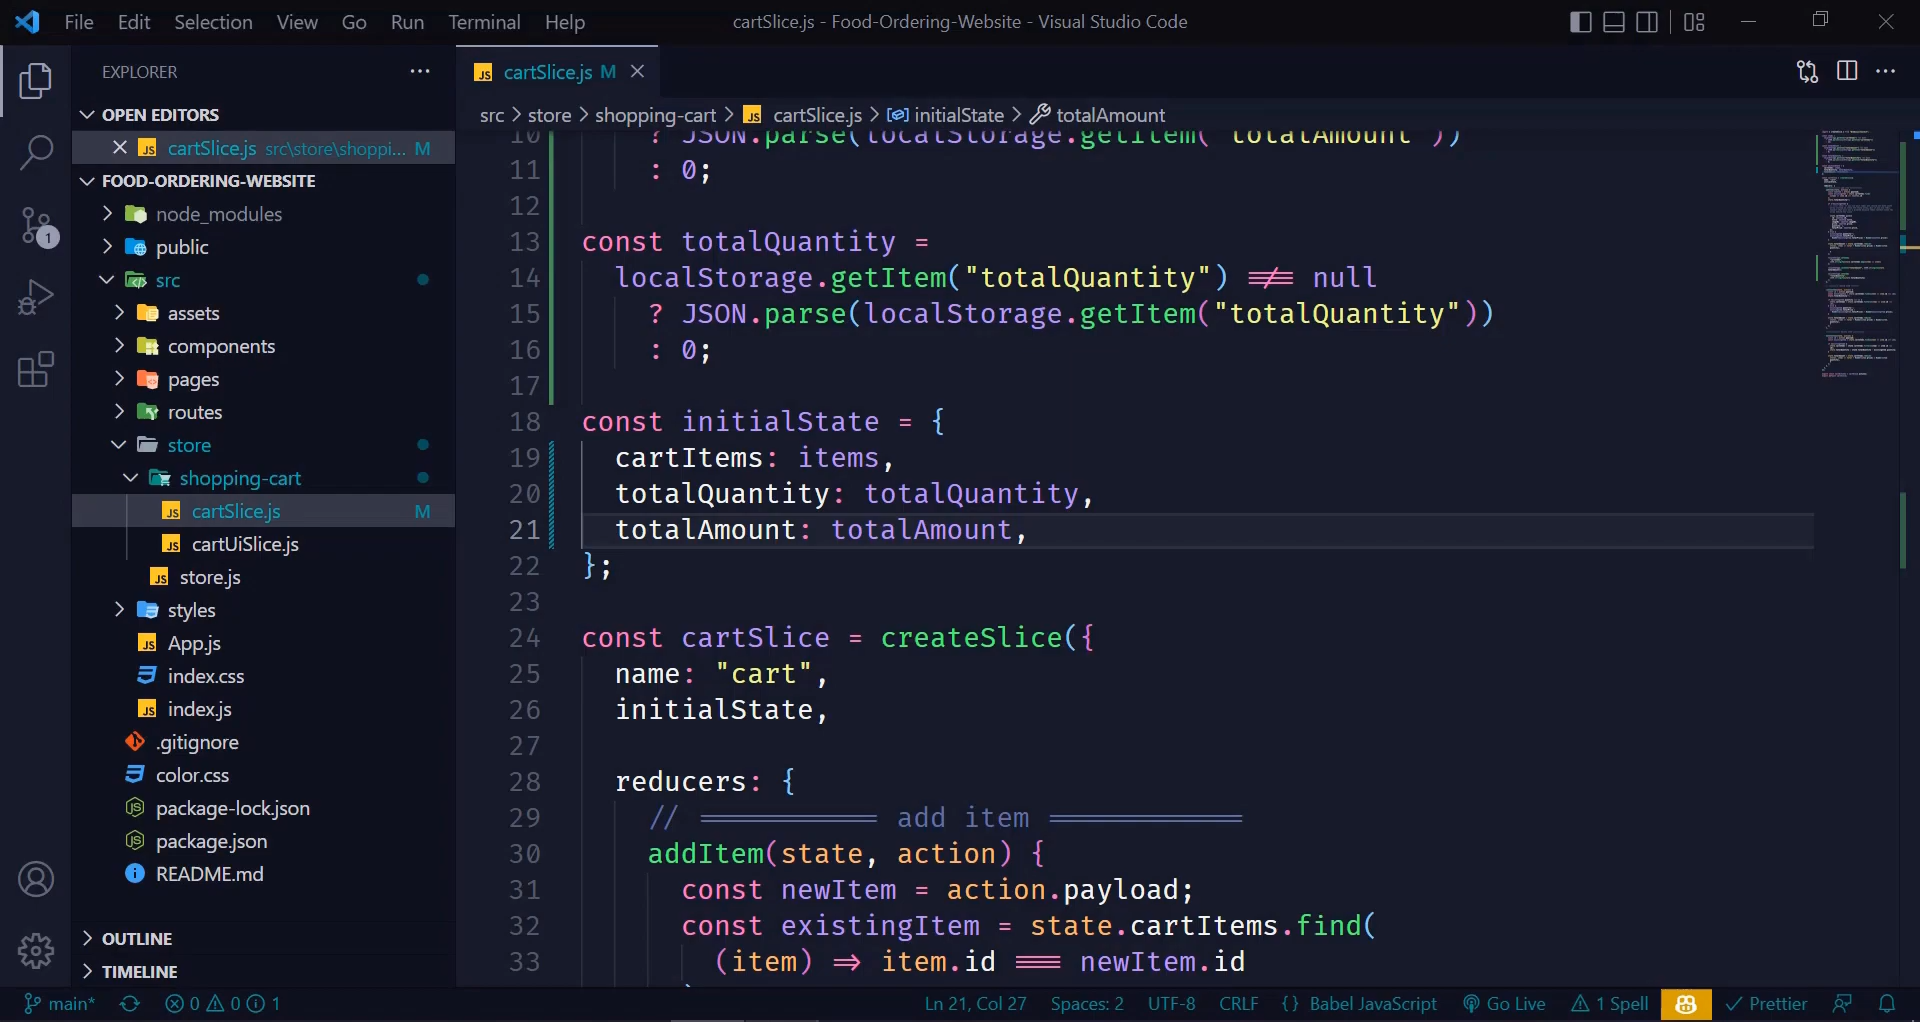 File Edit Selection View Go Run Terminal Help cartSlice.js - Food-Ordering-Website - Visual Studio Code
EXPLORER
OPEN EDITORS
cartSlice.js src\store\shoppi... M
FOOD-ORDERING-WEBSITE
node_modules
public
src
assets
components
pages
routes
store
shopping-cart
cartSlice.js M
cartUiSlice.js
store.js
styles
App.js
index.css
index.js
.gitignore
color.css
package-lock.json
package.json
README.md
OUTLINE
TIMELINE
1
cartSlice.js M
src > store > shopping-cart > cartSlice.js > initialState > totalAmount
10 ? JSON.parse(localStorage.getItem("totalAmount"))
11 : 0;
12
13 const totalQuantity =
14 localStorage.getItem("totalQuantity") !== null
15 ? JSON.parse(localStorage.getItem("totalQuantity"))
16 : 0;
17
18 const initialState = {
19 cartItems: items,
20 totalQuantity: totalQuantity,
21 totalAmount: totalAmount,
22 };
23
24 const cartSlice = createSlice({
25 name: "cart",
26 initialState,
27
28 reducers: {
29 // =========== add item ============
30 addItem(state, action) {
31 const newItem = action.payload;
32 const existingItem = state.cartItems.find(
33 (item) => item.id === newItem.id
main* 0 0 1 Ln 21, Col 27 Spaces: 2 UTF-8 CRLF {} Babel JavaScript Go Live 1 Spell Prettier